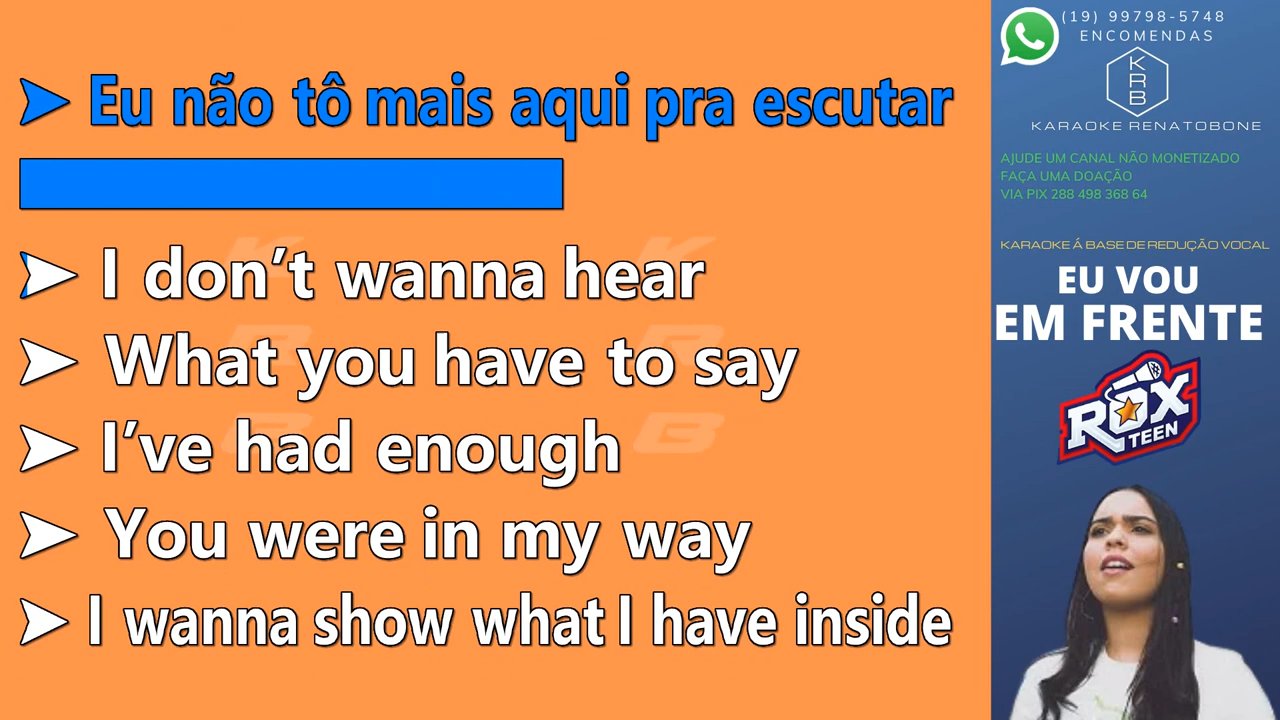 ➤ Eu não tô mais aqui pra escutar
➤ I don’t wanna hear
➤ What you have to say
➤ I’ve had enough
➤ You were in my way
➤ I wanna show what I have inside
K K
R R
B B
(19) 99798-5748
ENCOMENDAS
K
R
B
KARAOKE RENATOBONE
AJUDE UM CANAL NÃO MONETIZADO
FAÇA UMA DOAÇÃO
VIA PIX 288 498 368 64
KARAOKE Á BASE DE REDUÇÃO VOCAL
EU VOU
EM FRENTE
ROX
TEEN